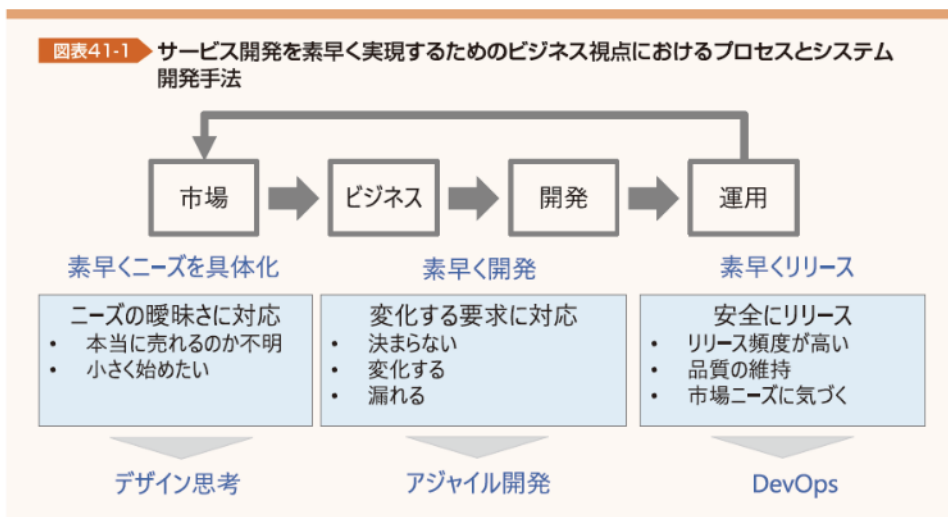 図表41-1 サービス開発を素早く実現するためのビジネス視点におけるプロセスとシステム
開発手法
市場
ビジネス
開発
運用
素早くニーズを具体化
素早く開発
素早くリリース
ニーズの曖昧さに対応
• 本当に売れるのか不明
• 小さく始めたい
変化する要求に対応
• 決まらない
• 変化する
• 漏れる
安全にリリース
• リリース頻度が高い
• 品質の維持
• 市場ニーズに気づく
デザイン思考
アジャイル開発
DevOps